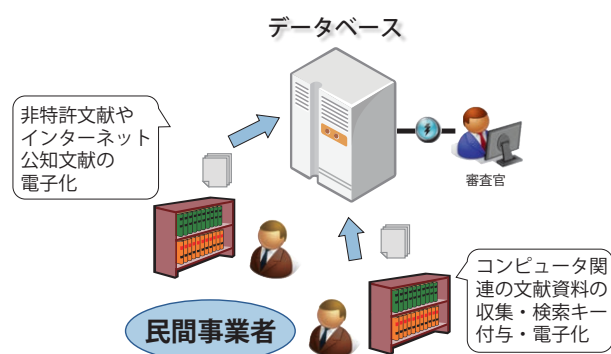 データベース
非特許文献や
インターネット
公知文献の
電子化
審査官
コンピュータ関
連の文献資料の
収集・検索キー
付与・電子化
民間事業者